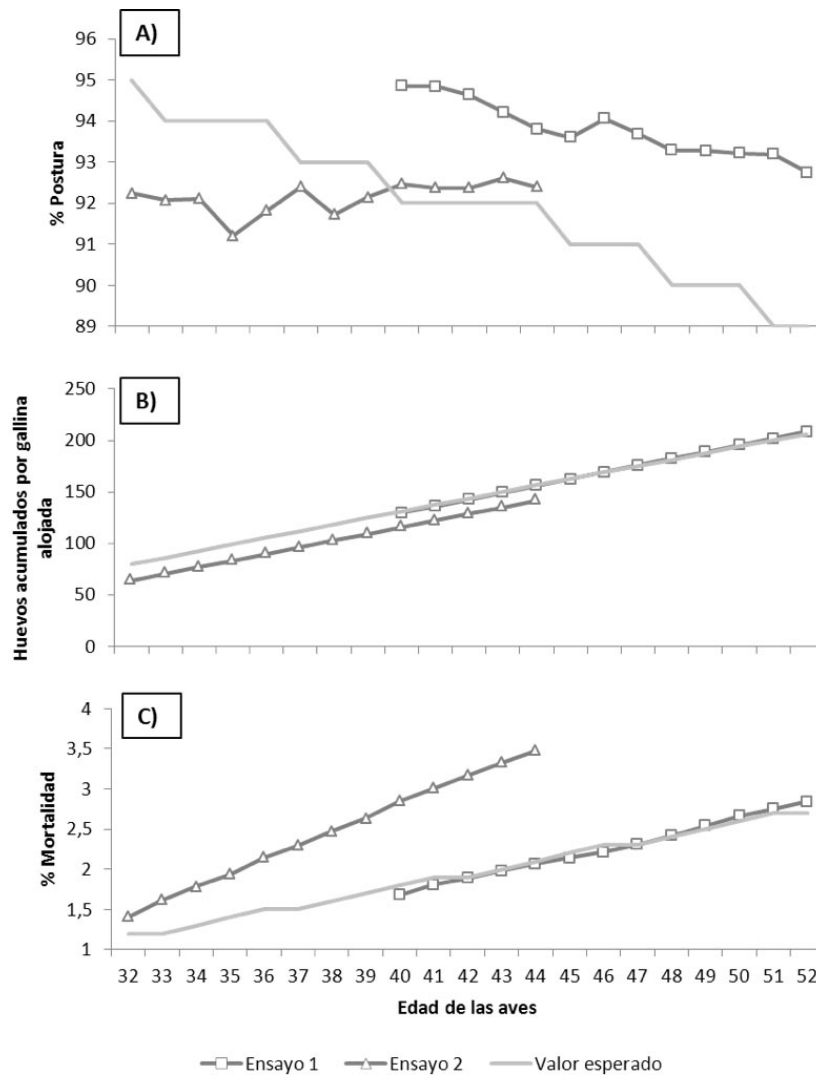 A)
96
95
94
93
92
91
90
89
% Postura
B)
250
200
150
100
50
0
Huevos acumulados por gallina
alojada
C)
4
3,5
3
2,5
2
1,5
1
% Mortalidad
32 33 34 35 36 37 38 39 40 41 42 43 44 45 46 47 48 49 50 51 52
Edad de las aves
Ensayo 1 Ensayo 2 Valor esperado